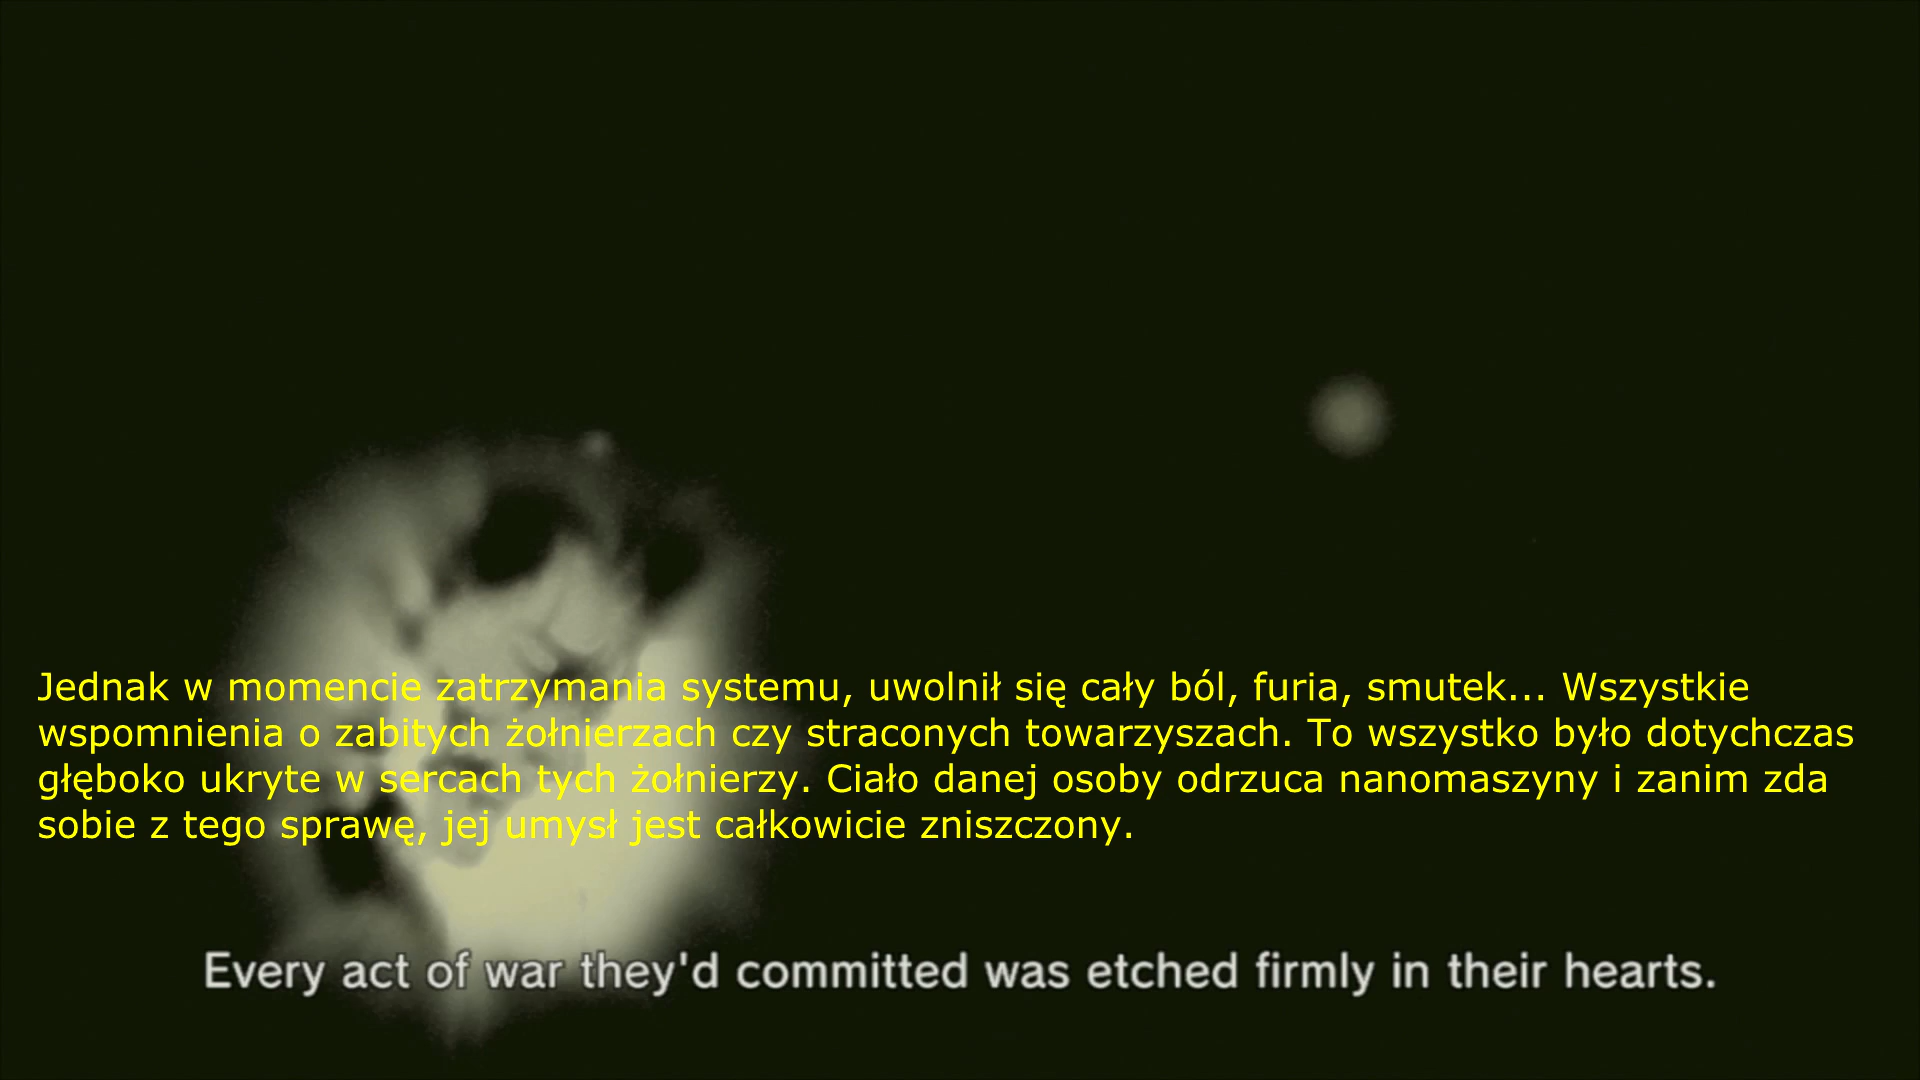 Jednak w momencie zatrzymania systemu, uwolnił się cały ból, furia, smutek... Wszystkie
wspomnienia o zabitych żołnierzach czy straconych towarzyszach. To wszystko było dotychczas
głęboko ukryte w sercach tych żołnierzy. Ciało danej osoby odrzuca nanomaszyny i zanim zda
sobie z tego sprawę, jej umysł jest całkowicie zniszczony.
Every act of war they'd committed was etched firmly in their hearts.